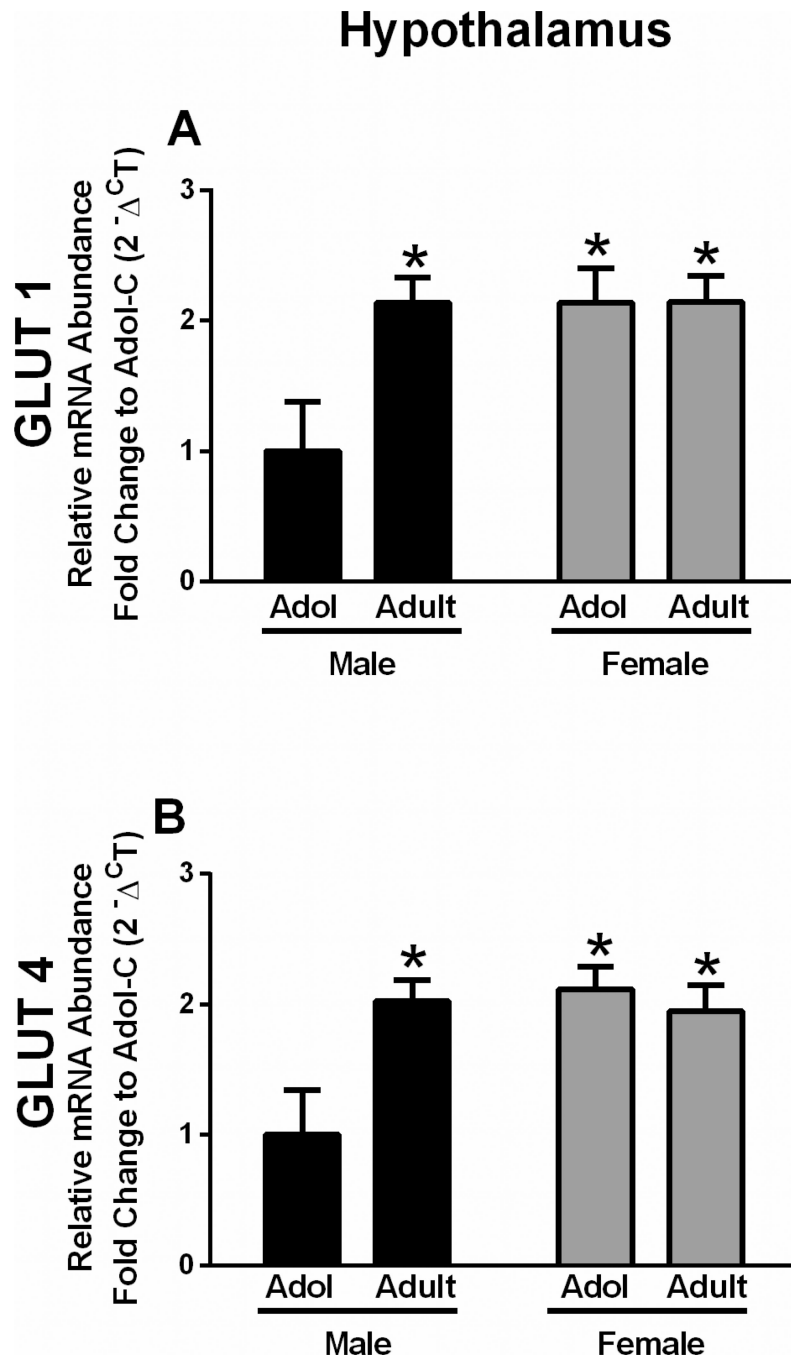 Hypothalamus
A
GLUT 1
Relative mRNA Abundance
Fold Change to Adol-C (2 -ΔCT)
3
2
1
0
*
*
*
Adol
Adult
Adol
Adult
Male
Female
B
GLUT 4
Relative mRNA Abundance
Fold Change to Adol-C (2 -ΔCT)
3
2
1
0
*
*
*
Adol
Adult
Adol
Adult
Male
Female